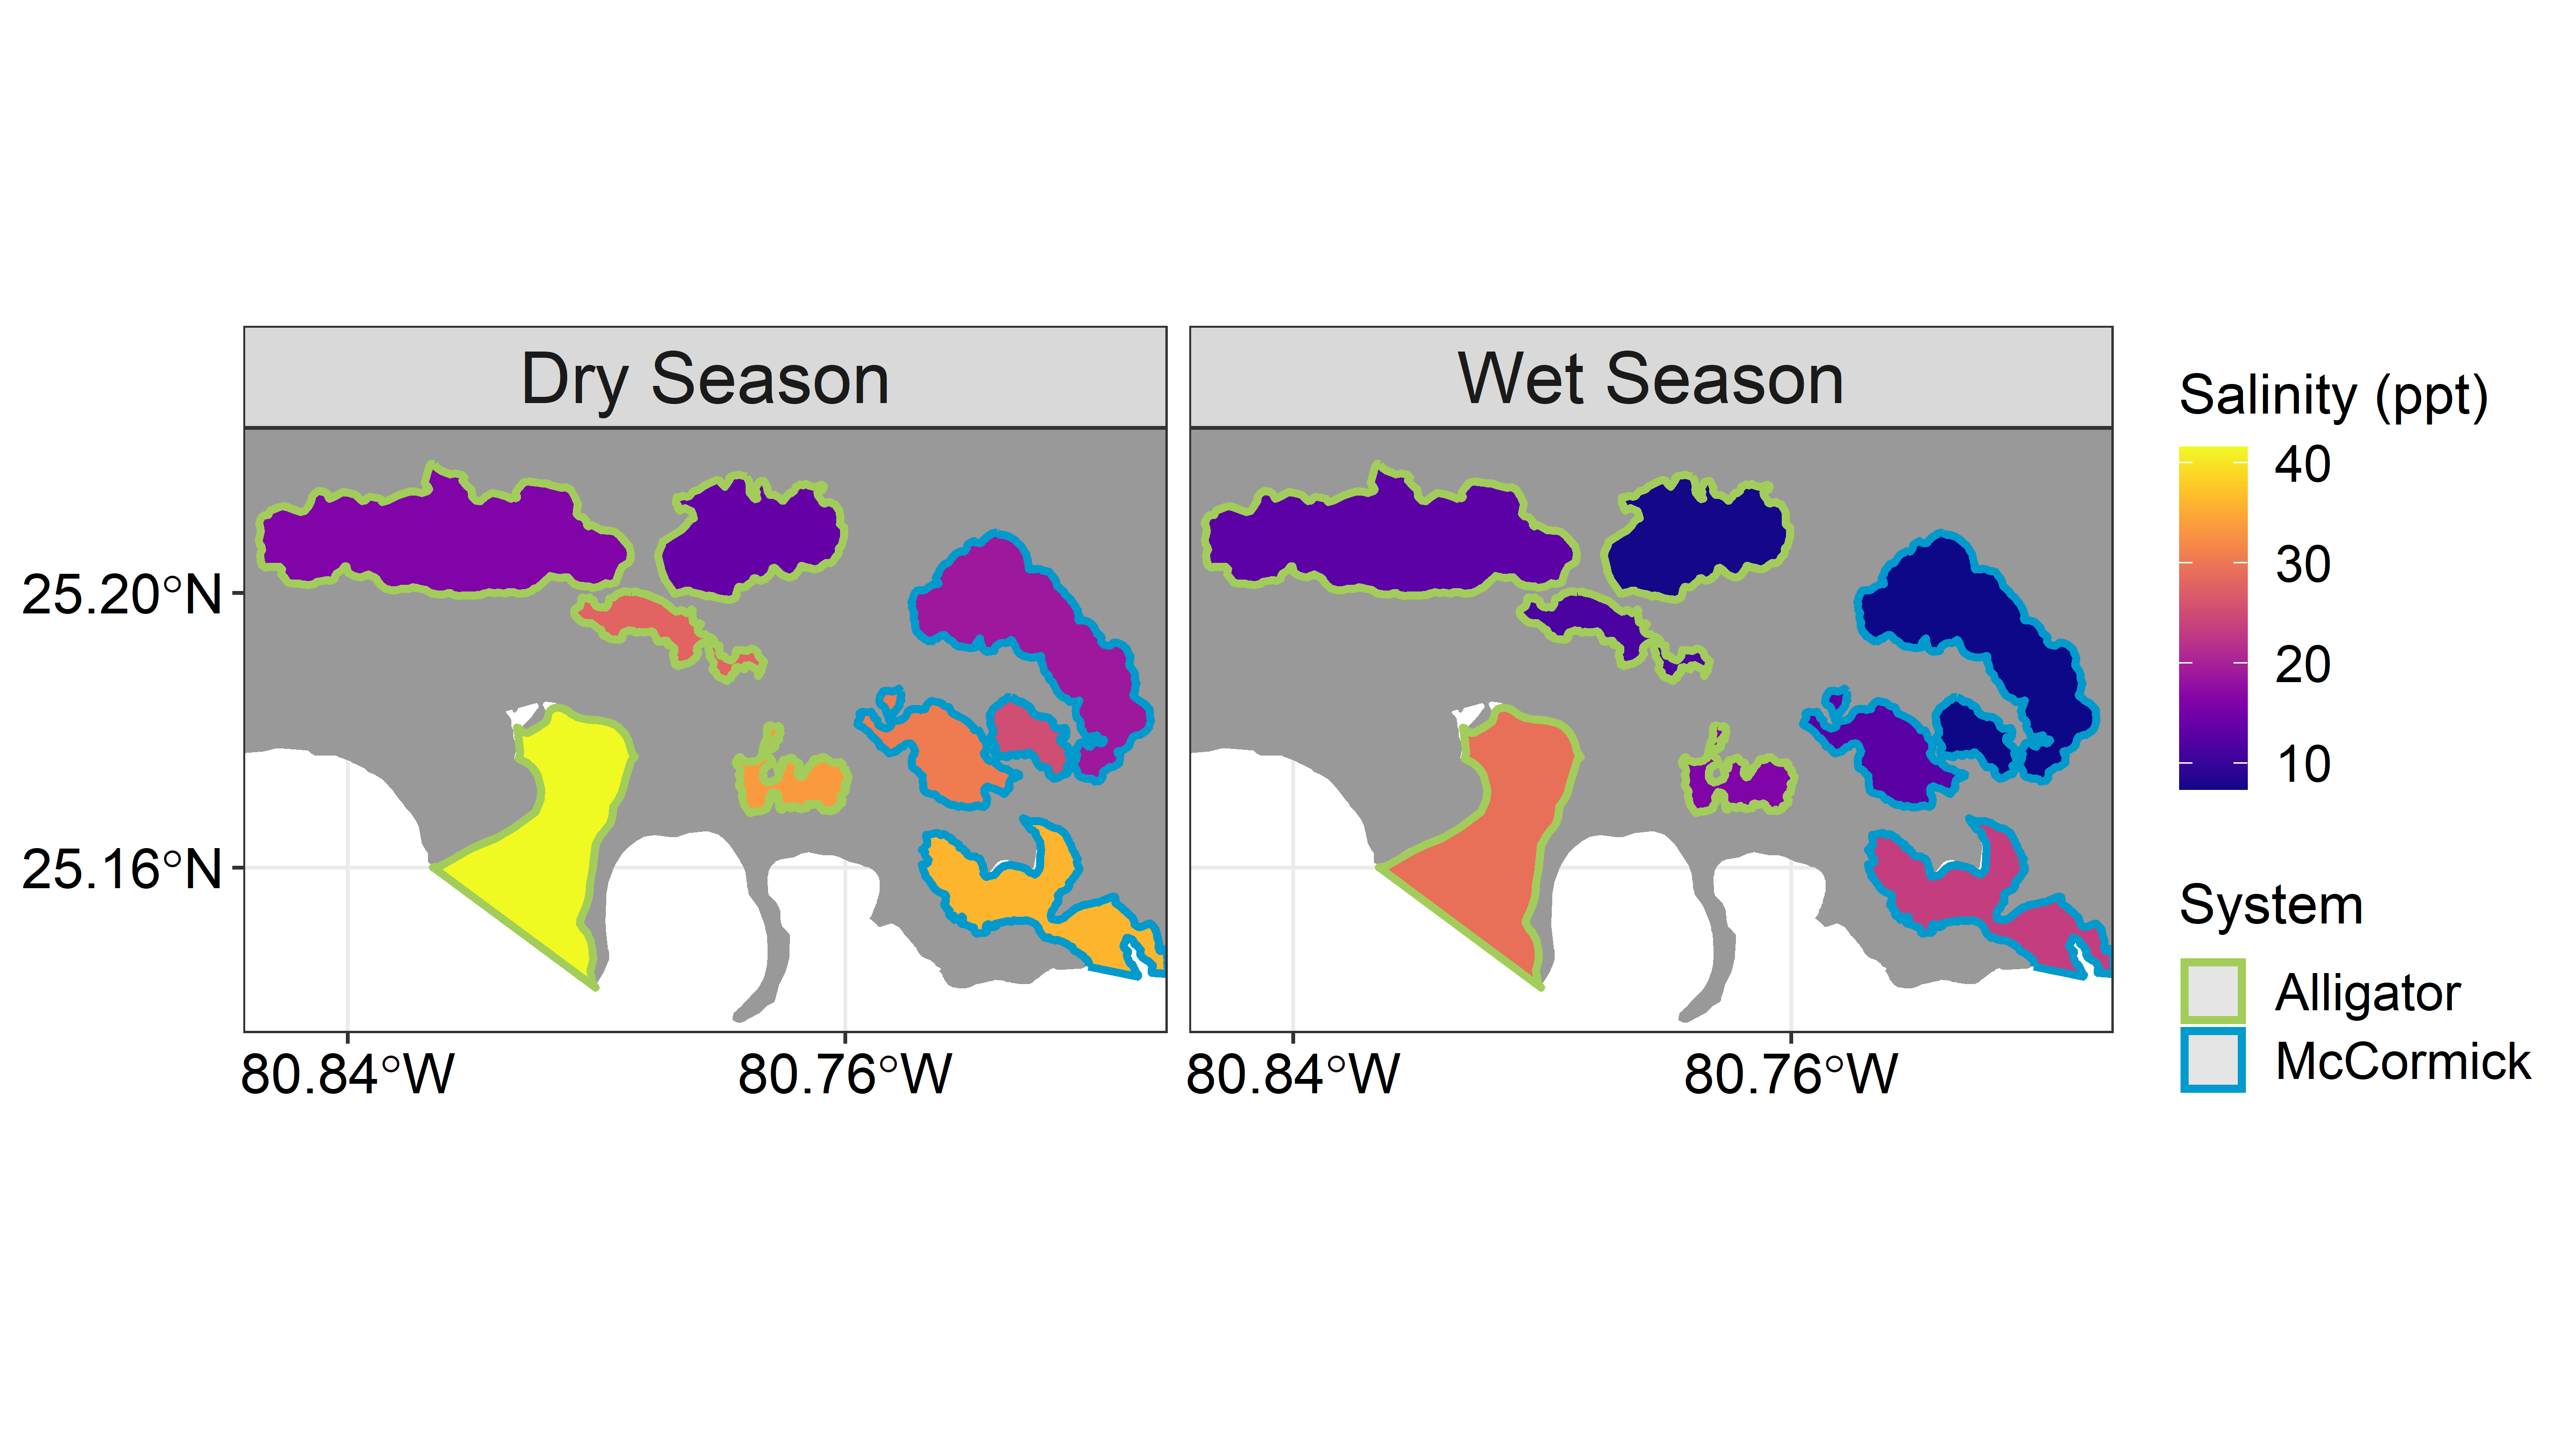 Dry Season
Wet Season
25.20°N
25.16°N
80.84°W
80.76°W
80.84°W
80.76°W
Salinity (ppt)
40
30
20
10
System
Alligator
McCormick